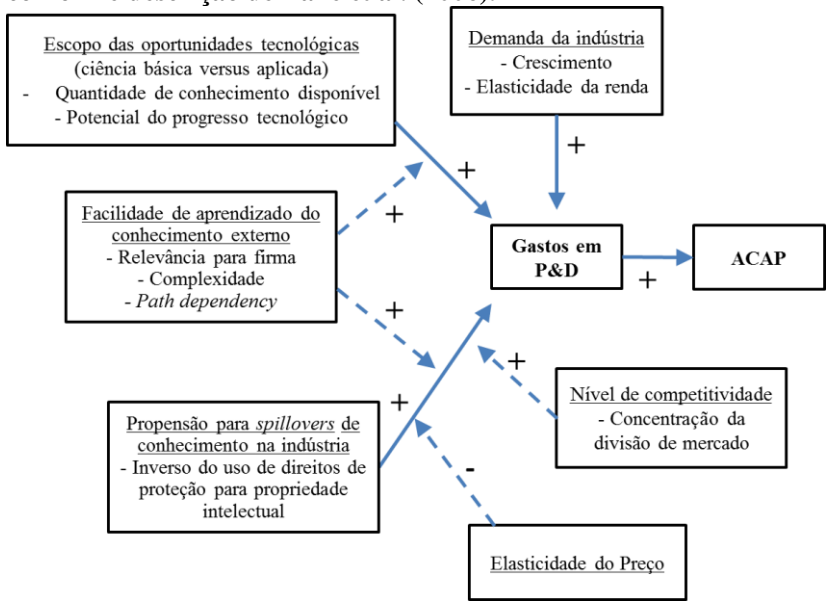 Escopo das oportunidades tecnológicas
(ciência básica versus aplicada)
- Quantidade de conhecimento disponível
- Potencial do progresso tecnológico
Demanda da indústria
- Crescimento
- Elasticidade da renda
+
+
Facilidade de aprendizado do
conhecimento externo
- Relevância para firma
- Complexidade
- Path dependency
+
+
Gastos em
P&D
+
ACAP
Propensão para spillovers de
conhecimento na indústria
- Inverso do uso de direitos de
proteção para propriedade
intelectual
+
+
Nível de competitividade
- Concentração da
divisão de mercado
-
Elasticidade do Preço